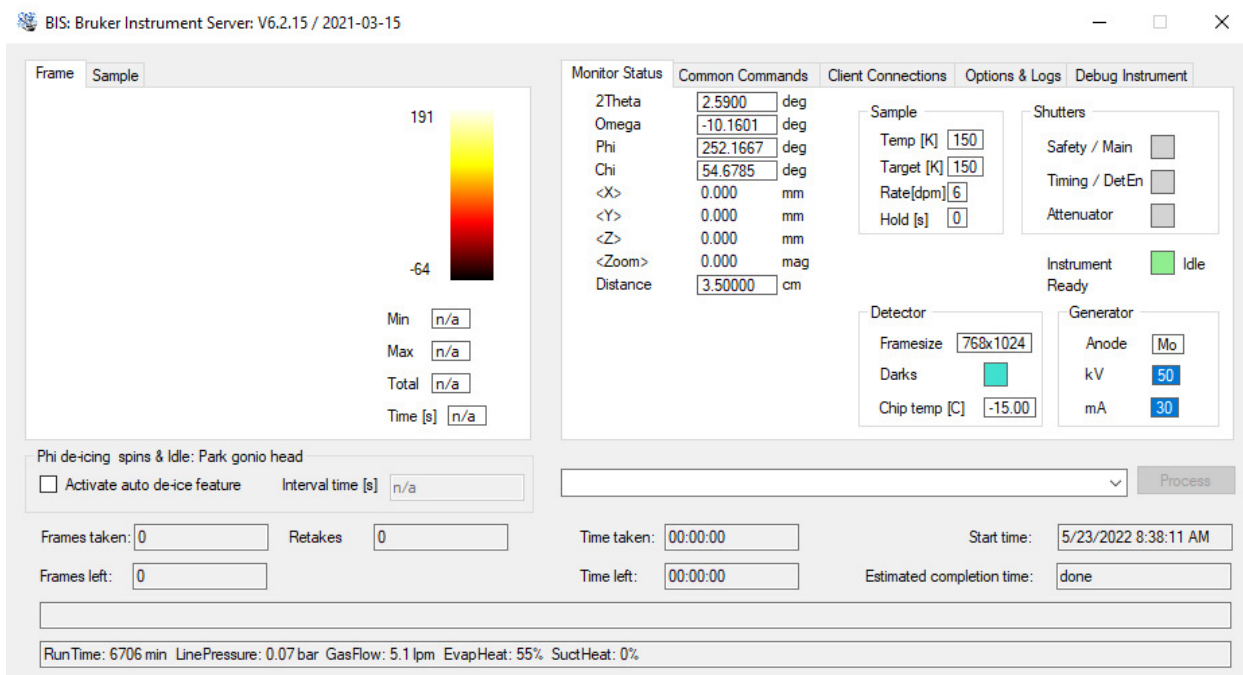 BIS: Bruker Instrument Server: V6.2.15 / 2021-03-15
Frame Sample
191
-64
Min n/a
Max n/a
Total n/a
Time [s] n/a
Monitor Status Common Commands Client Connections Options & Logs Debug Instrument
2Theta 2.5900 deg
Omega -10.1601 deg
Phi 252.1667 deg
Chi 54.6785 deg
<X> 0.000 mm
<Y> 0.000 mm
<Z> 0.000 mm
<Zoom> 0.000 mag
Distance 3.50000 cm
Sample
Temp [K] 150
Target [K] 150
Rate[dpm] 6
Hold [s] 0
Shutters
Safety / Main
Timing / DetEn
Attenuator
Instrument Idle
Ready
Detector
Framesize 768x1024
Darks
Chip temp [C] -15.00
Generator
Anode Mo
kV 50
mA 30
Phi de-icing spins & Idle: Park gonio head
Activate auto de-ice feature Interval time [s] n/a
Process
Frames taken: 0 Retakes 0 Time taken: 00:00:00 Start time: 5/23/2022 8:38:11 AM
Frames left: 0 Time left: 00:00:00 Estimated completion time: done
RunTime: 6706 min LinePressure: 0.07 bar GasFlow: 5.1 lpm EvapHeat: 55% SuctHeat: 0%